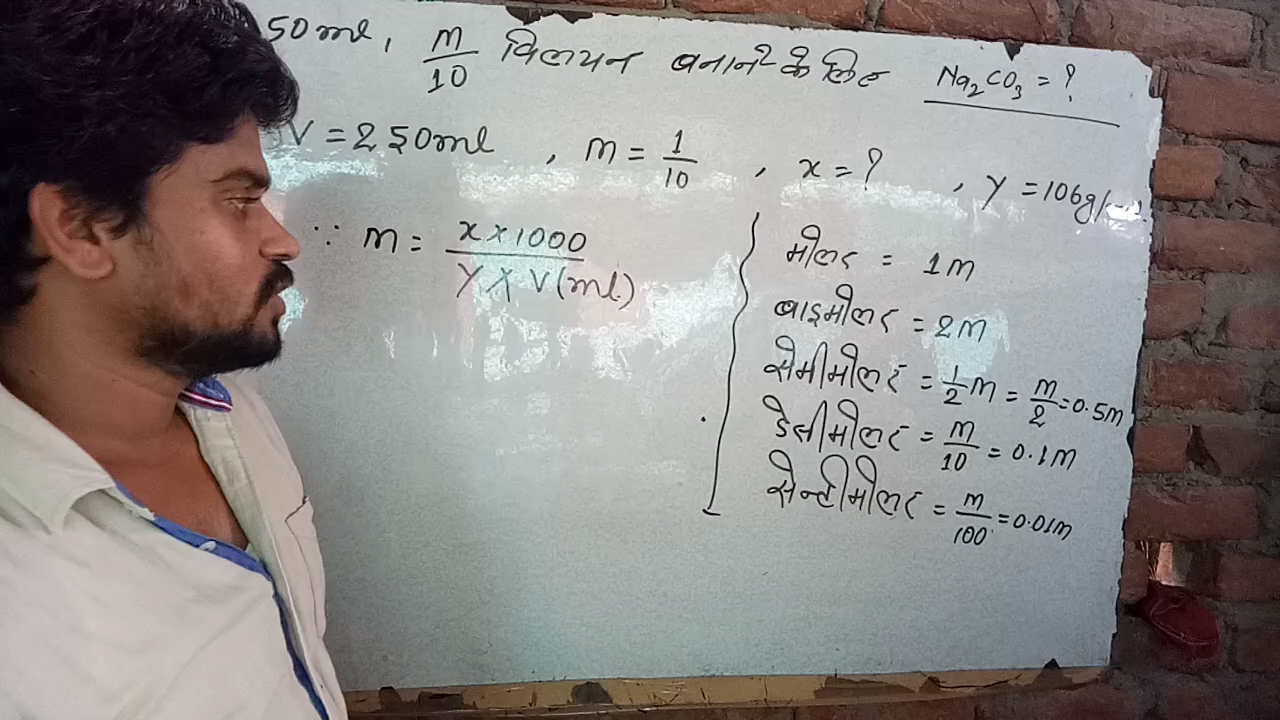 50ml, M/10 विलयन बनाने के लिए Na₂CO₃ = ?
V = 250ml , M = 1/10 , x = ? , y = 106g/
∵ M = x × 1000 / y × V(ml)
मोलर = 1M
बाइमोलर = 2M
सेमीमोलर = 1/2 M = M/2 = 0.5M
डेसीमोलर = M/10 = 0.1M
सेन्टीमोलर = M/100 = 0.01M